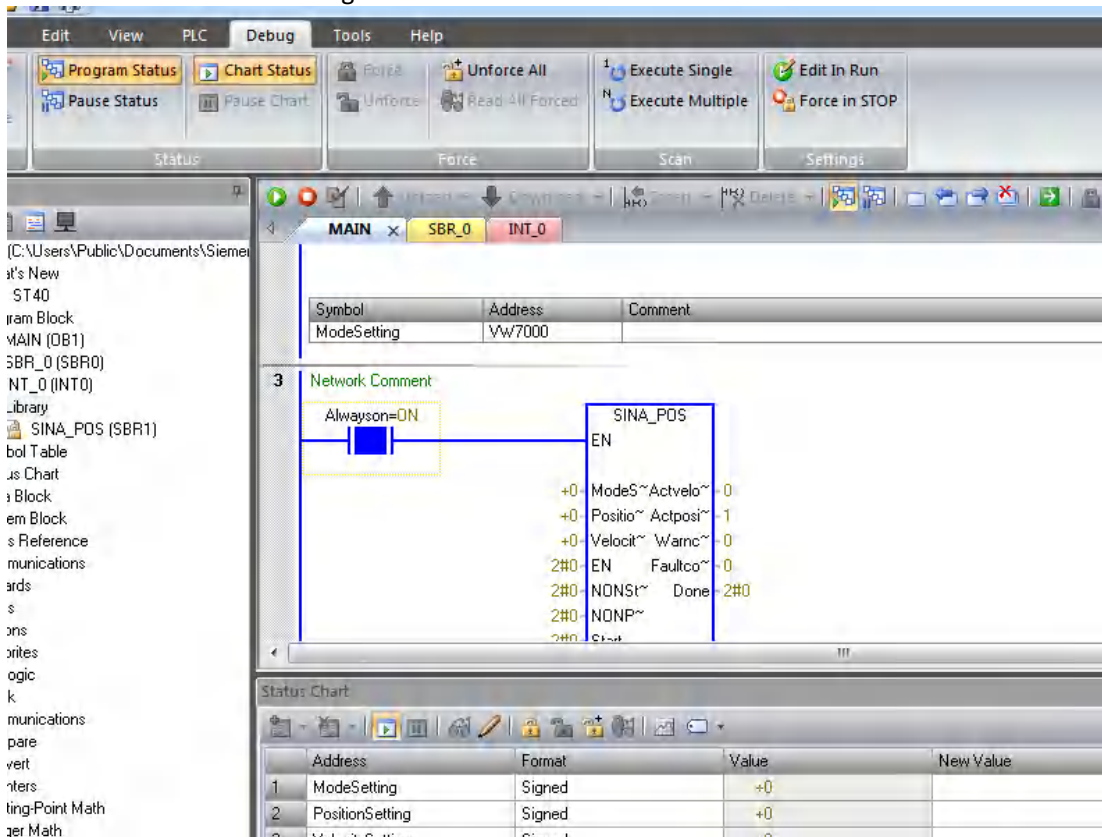 Edit View PLC Debug Tools Help
Program Status Chart Status Force Unforce All 1 Execute Single Edit In Run
Pause Status Pause Chart Unforce Read All Forced N Execute Multiple Force in STOP
Status Force Scan Settings
MAIN x SBR_0 INT_0
(C:\Users\Public\Documents\Siemer
at's New
ST40
ram Block
MAIN (OB1)
SBR_0 (SBR0)
NT_0 (INT0)
Library
SINA_POS (SBR1)
bol Table
us Chart
a Block
em Block
s Reference
munications
ards
s
ons
orites
ogic
k
munications
pare
vert
nters
ting-Point Math
ger Math
Symbol Address Comment
ModeSetting VW7000
3 Network Comment
Alwayson=ON SINA_POS
EN
+0 ModeS~ Actvelo~ 0
+0 Positio~ Actposi~ 1
+0 Velocit~ Warnc~ 0
2#0 EN Faultco~ 0
2#0 NONSt~ Done 2#0
2#0 NONP~
2#0 Start
Status Chart
Address Format Value New Value
1 ModeSetting Signed +0
2 PositionSetting Signed +0